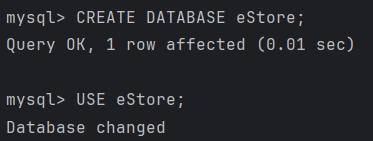 mysql> CREATE DATABASE eStore;
Query OK, 1 row affected (0.01 sec)
mysql> USE eStore;
Database changed